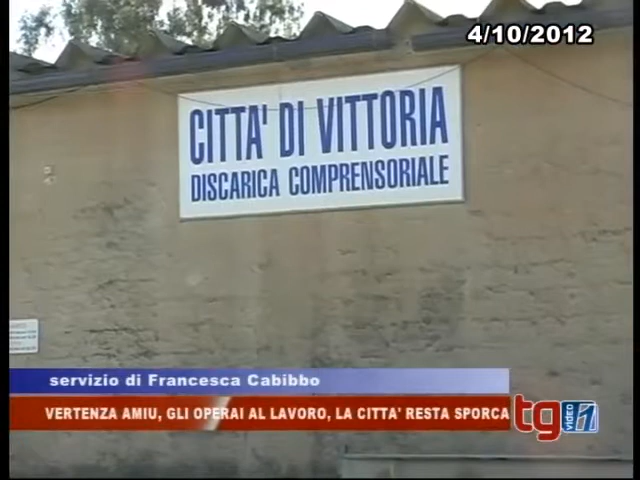 4/10/2012
CITTA' DI VITTORIA
DISCARICA COMPRENSORIALE
servizio di Francesca Cabibbo
VERTENZA AMIU, GLI OPERAI AL LAVORO, LA CITTA' RESTA SPORCA
tg VIDEO 1